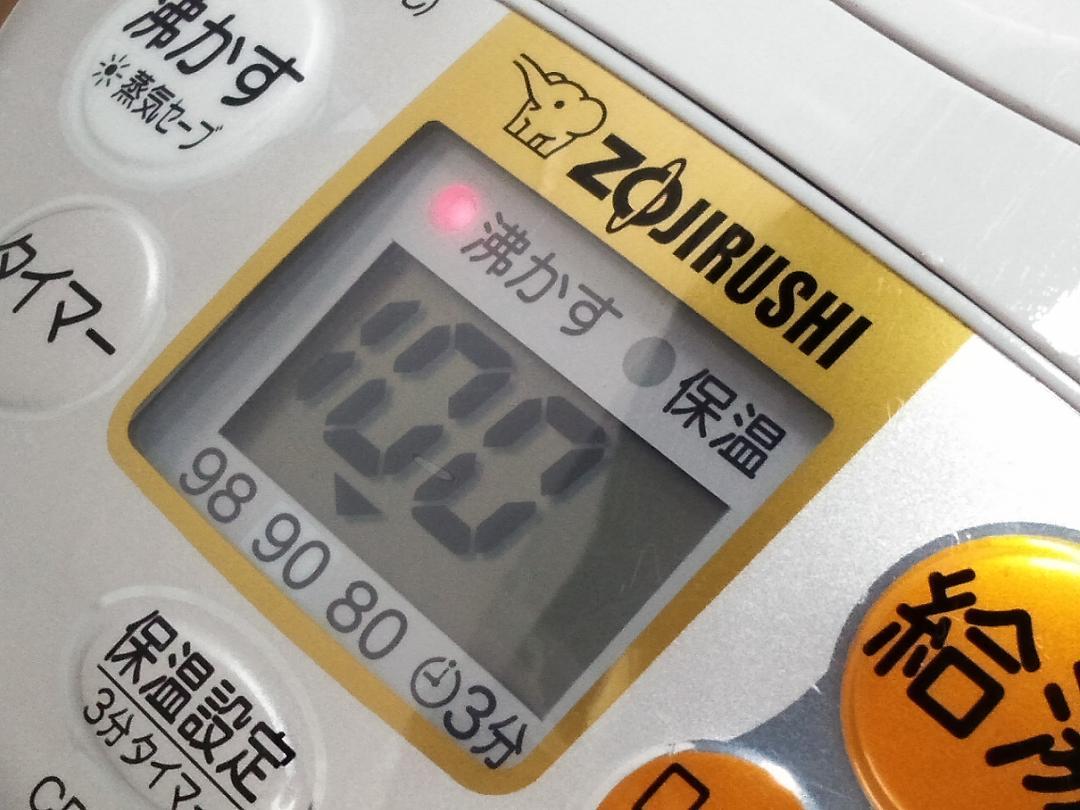 沸かす
蒸気セーブ
タイマー
ZOJIRUSHI
沸かす 保温
100
98 90 80 3分
保温設定
3分タイマー
給